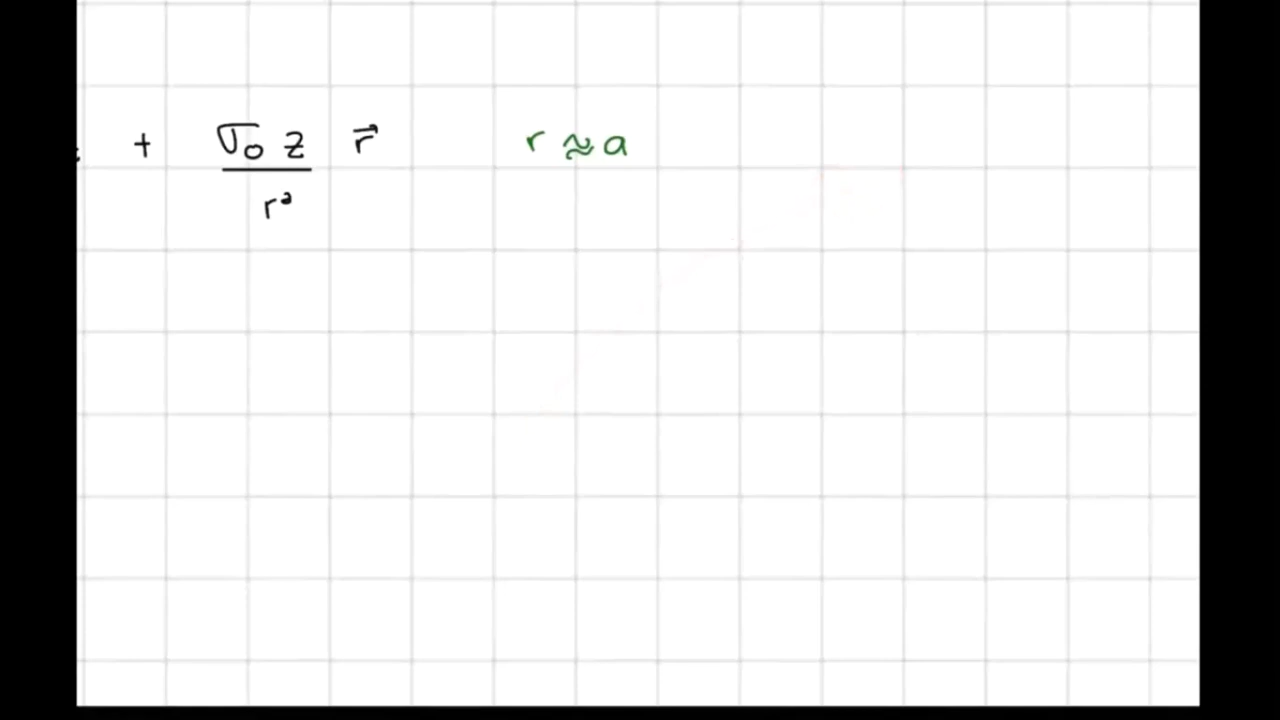 + σ₀ z / r² r⃗ r ≈ a